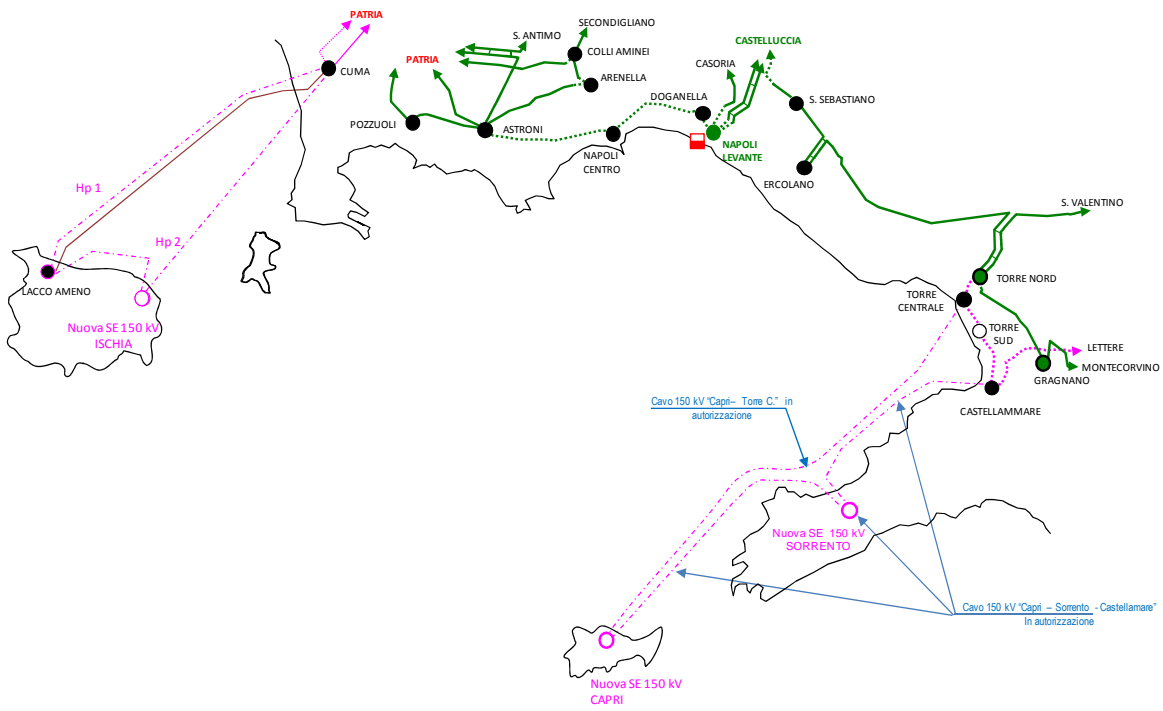 PATRIA
SECONDIGLIANO
S. ANTIMO
COLLI AMINEI
CASTELLUCCIA
PATRIA
CASORIA
CUMA
ARENELLA
DOGANELLA
S. SEBASTIANO
POZZUOLI
ASTRONI
NAPOLI
CENTRO
NAPOLI
LEVANTE
ERCOLANO
Hp 1
S. VALENTINO
Hp 2
LACCO AMENO
TORRE NORD
TORRE
CENTRALE
Nuova SE 150 kV
ISCHIA
TORRE
SUD
LETTERE
MONTECORVINO
GRAGNANO
CASTELLAMMARE
Cavo 150 kV "Capri– Torre C." in
autorizzazione
Nuova SE 150 kV
SORRENTO
Cavo 150 kV "Capri – Sorrento - Castellamare"
In autorizzazione
Nuova SE 150 kV
CAPRI